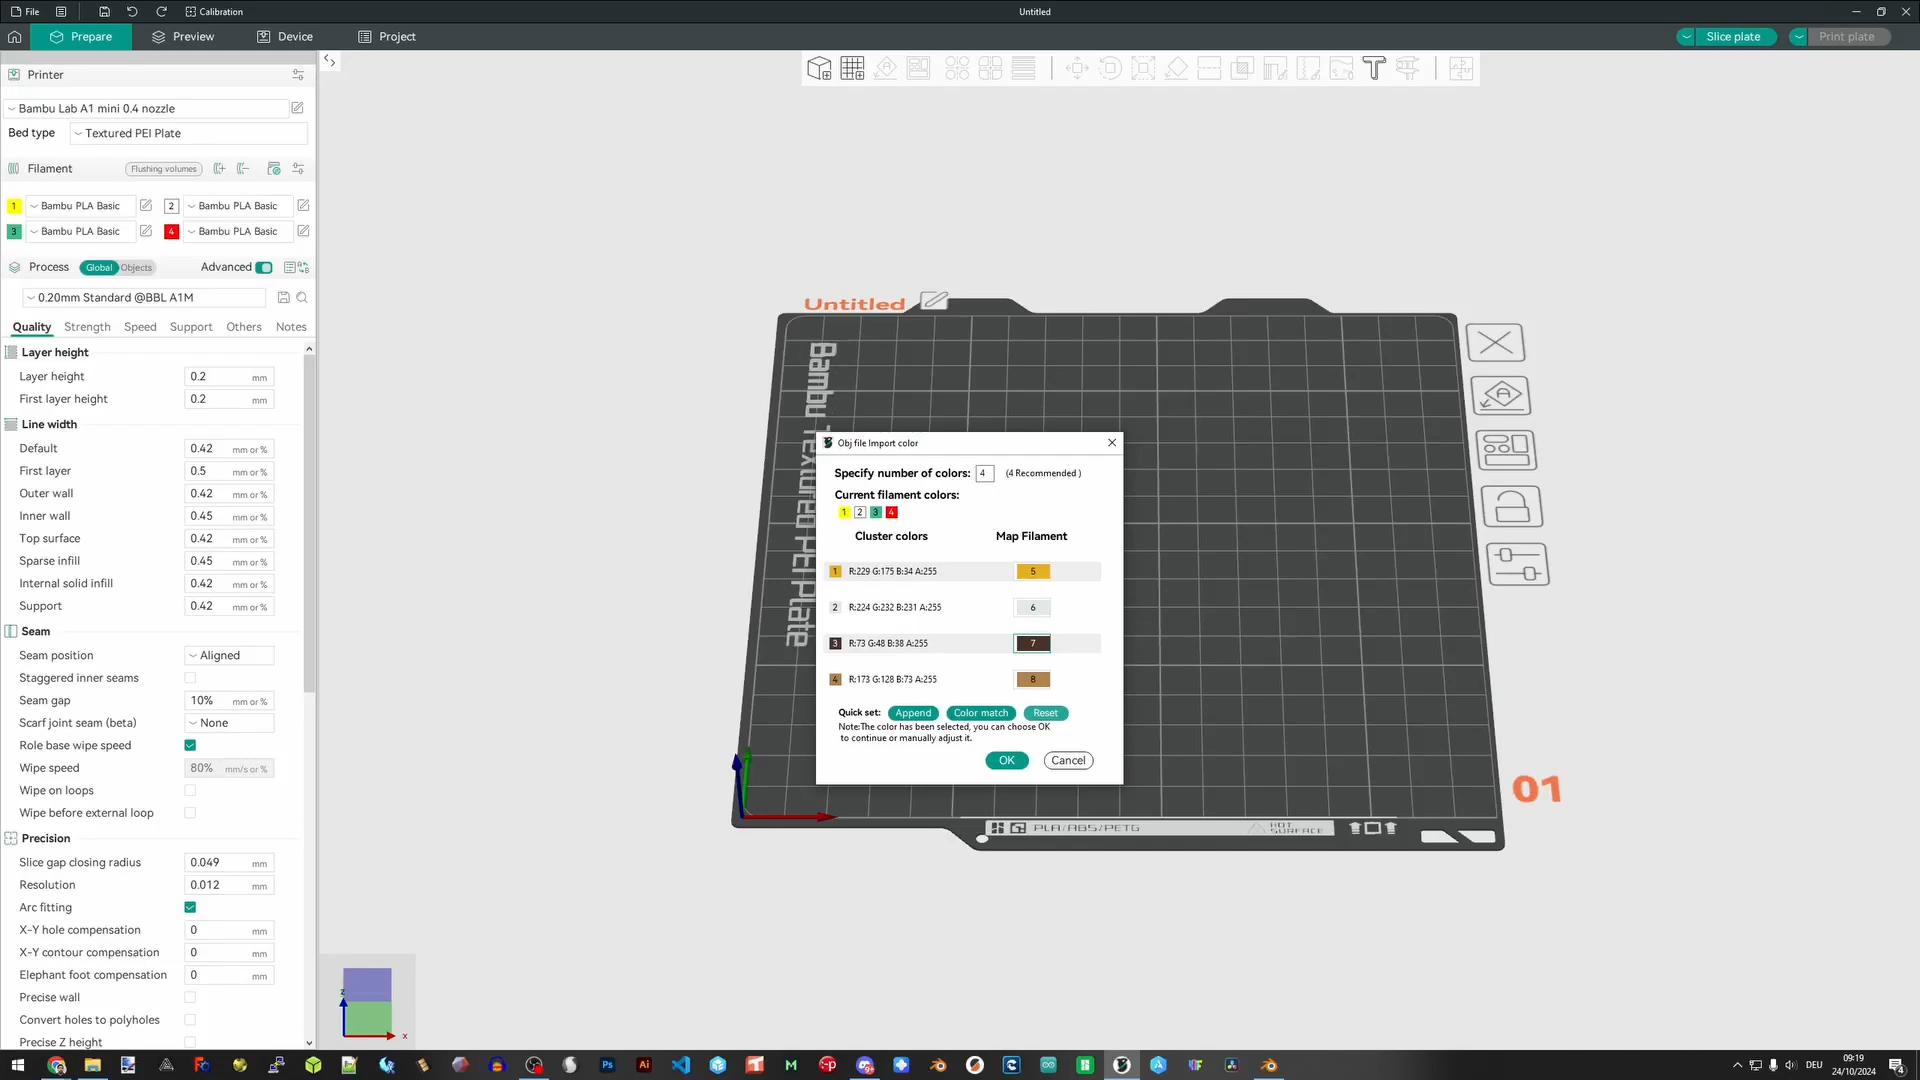 File
Calibration
Untitled
Prepare
Preview
Device
Project
Slice plate
Print plate
Printer
Bambu Lab A1 mini 0.4 nozzle
Bed type
Textured PEI Plate
Filament
Flushing volumes
1 Bambu PLA Basic
2 Bambu PLA Basic
3 Bambu PLA Basic
4 Bambu PLA Basic
Process
Global Objects
Advanced
0.20mm Standard @BBL A1M
Quality Strength Speed Support Others Notes
Layer height
Layer height 0.2 mm
First layer height 0.2 mm
Line width
Default 0.42 mm or %
First layer 0.5 mm or %
Outer wall 0.42 mm or %
Inner wall 0.45 mm or %
Top surface 0.42 mm or %
Sparse infill 0.45 mm or %
Internal solid infill 0.42 mm or %
Support 0.42 mm or %
Seam
Seam position Aligned
Staggered inner seams
Seam gap 10% mm or %
Scarf joint seam (beta) None
Role base wipe speed
Wipe speed 80% mm/s or %
Wipe on loops
Wipe before external loop
Precision
Slice gap closing radius 0.049 mm
Resolution 0.012 mm
Arc fitting
X-Y hole compensation 0 mm
X-Y contour compensation 0 mm
Elephant foot compensation 0 mm
Precise wall
Convert holes to polyholes
Precise Z height
Untitled
Bambu Textured PEI Plate
Obj file Import color
Specify number of colors: 4 (4 Recommended )
Current filament colors:
1 2 3 4
Cluster colors Map Filament
1 R:229 G:175 B:34 A:255 5
2 R:224 G:232 B:231 A:255 6
3 R:73 G:48 B:38 A:255 7
4 R:173 G:128 B:73 A:255 8
Quick set: Append Color match Reset
Note:The color has been selected, you can choose OK
to continue or manually adjust it.
OK Cancel
01
PLA/ABS/PETG
HOT
SURFACE
z
x
DEU
09:19
24/10/2024